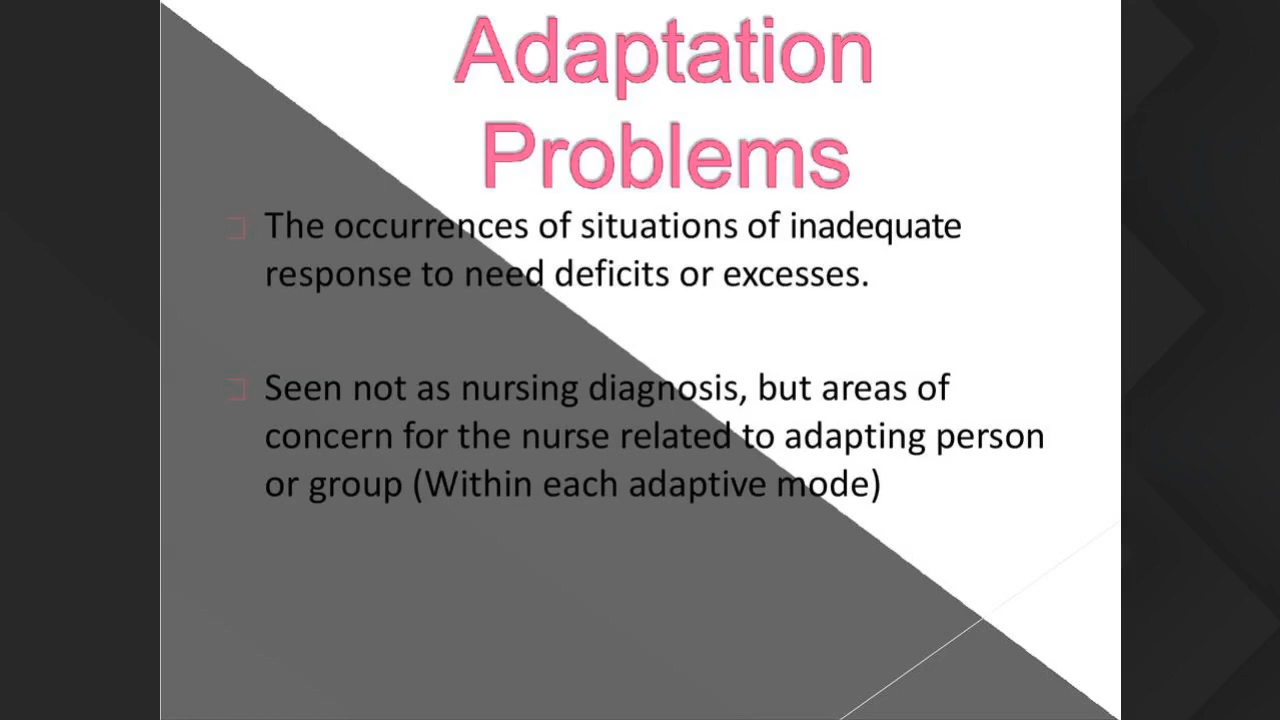 Adaptation
Problems
The occurrences of situations of inadequate
response to need deficits or excesses.
Seen not as nursing diagnosis, but areas of
concern for the nurse related to adapting person
or group (Within each adaptive mode)